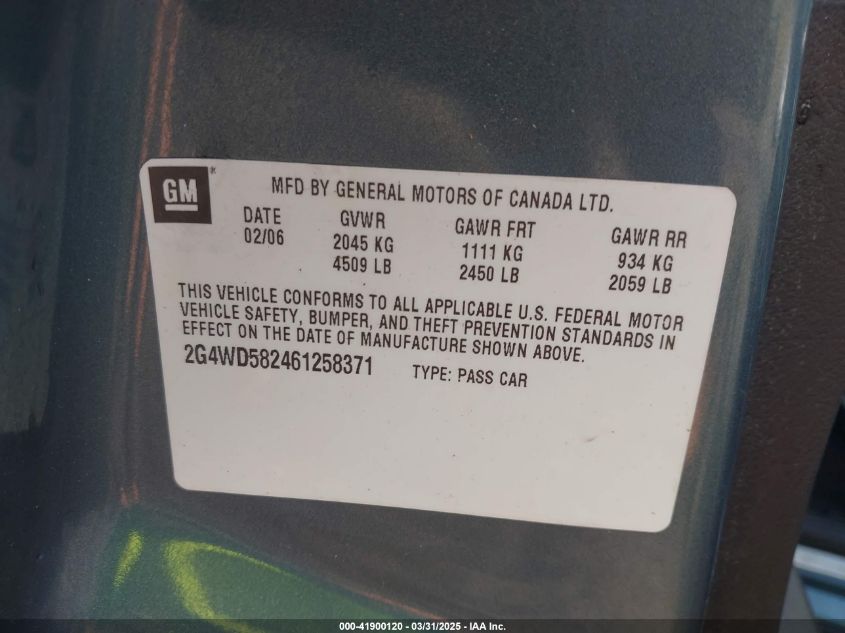 GM
MFD BY GENERAL MOTORS OF CANADA LTD.
DATE GVWR GAWR FRT GAWR RR
02/06 2045 KG 1111 KG 934 KG
4509 LB 2450 LB 2059 LB
THIS VEHICLE CONFORMS TO ALL APPLICABLE U.S. FEDERAL MOTOR
VEHICLE SAFETY, BUMPER, AND THEFT PREVENTION STANDARDS IN
EFFECT ON THE DATE OF MANUFACTURE SHOWN ABOVE.
2G4WD582461258371 TYPE: PASS CAR
000-41900120 - 03/31/2025 - IAA Inc.